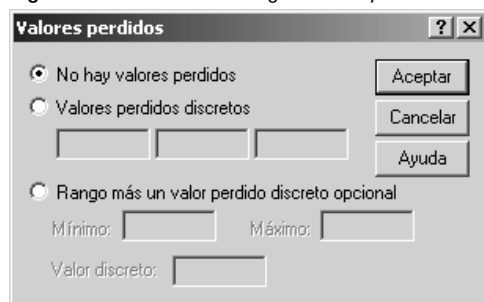 Valores perdidos
No hay valores perdidos
Aceptar
Valores perdidos discretos
Cancelar
Ayuda
Rango más un valor perdido discreto opcional
Mínimo:
Máximo:
Valor discreto: